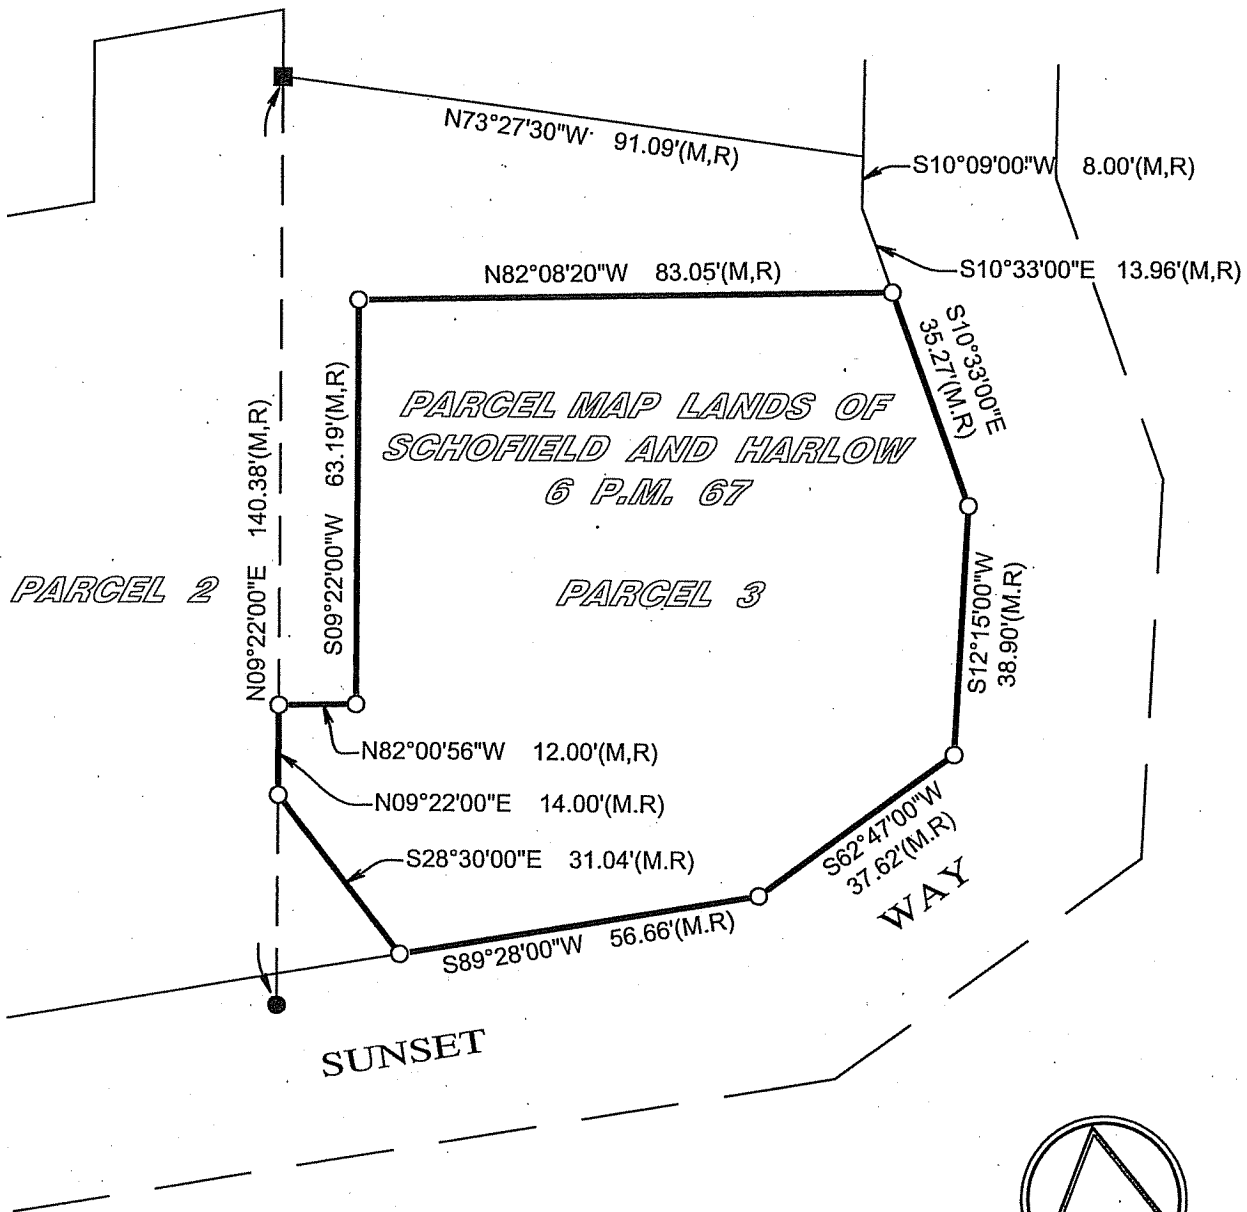 N73°27'30"W 91.09'(M,R)
S10°09'00"W 8.00'(M,R)
S10°33'00"E 13.96'(M,R)
N82°08'20"W 83.05'(M,R)
S10°33'00"E
35.27'(M.R)
N09°22'00"E 140.38'(M,R)
S09°22'00"W 63.19'(M,R)
PARCEL MAP LANDS OF
SCHOFIELD AND HARLOW
6 P.M. 67
PARCEL 2
PARCEL 3
S12°15'00"W
38.90'(M.R)
N82°00'56"W 12.00'(M,R)
N09°22'00"E 14.00'(M.R)
S28°30'00"E 31.04'(M.R)
S62°47'00"W
37.62'(M.R)
S89°28'00"W 56.66'(M.R)
SUNSET WAY